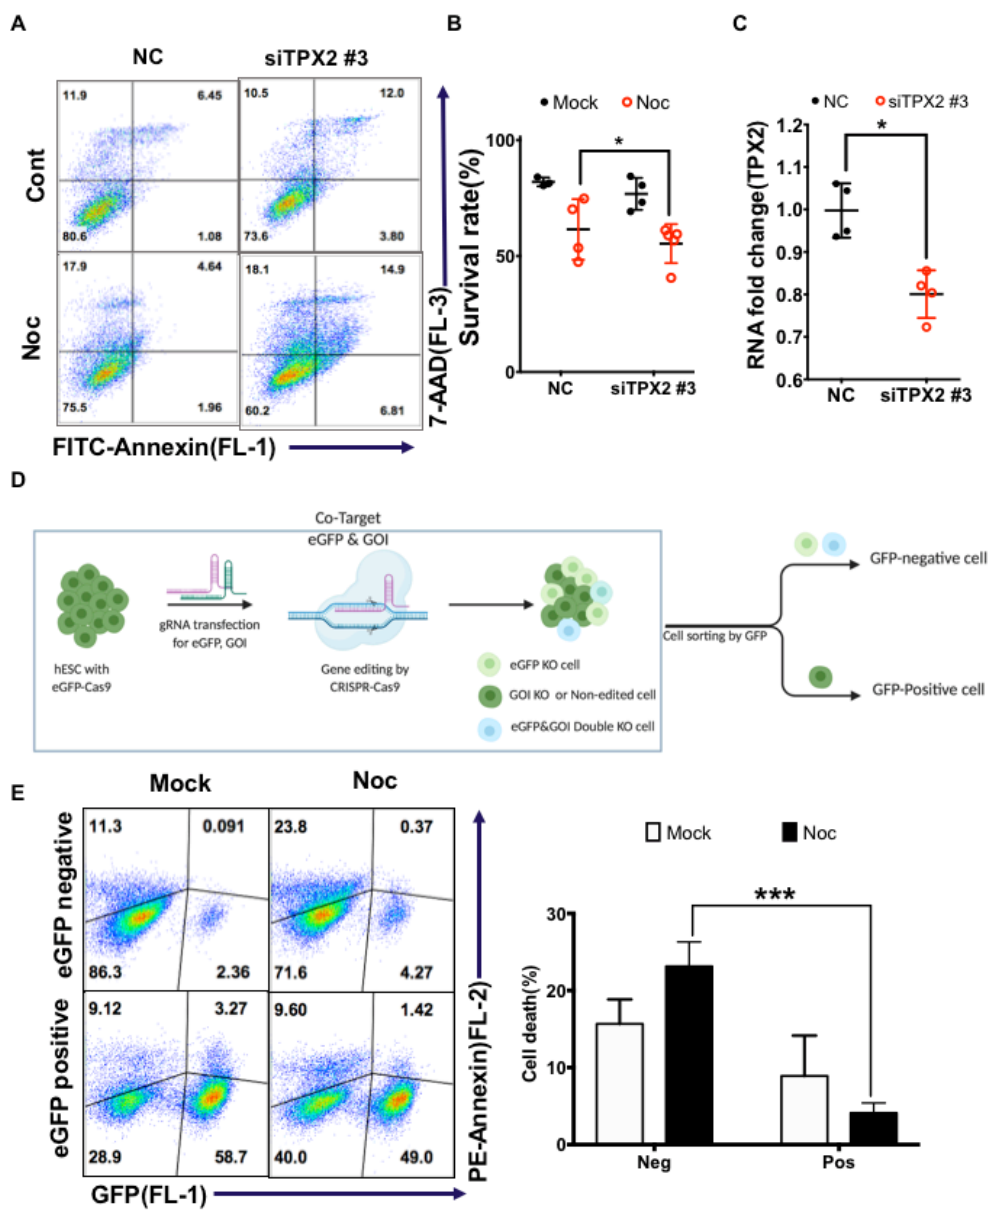 A
NC
siTPX2 #3
11.9
6.45
10.5
12.0
Cont
80.6
1.08
73.6
3.80
17.9
4.64
18.1
14.9
Noc
75.5
1.96
60.2
6.81
FITC-Annexin(FL-1)
7-AAD(FL-3)
B
Mock
Noc
Survival rate(%)
100
50
0
*
NC
siTPX2 #3
C
NC
siTPX2 #3
RNA fold change(TPX2)
1.2
1.1
1.0
0.9
0.8
0.7
0.6
*
NC
siTPX2 #3
D
Co-Target
eGFP & GOI
hESC with
eGFP-Cas9
gRNA transfection
for eGFP, GOI
Gene editing by
CRISPR-Cas9
eGFP KO cell
GOI KO or Non-edited cell
eGFP&GOI Double KO cell
Cell sorting by GFP
GFP-negative cell
GFP-Positive cell
E
Mock
Noc
eGFP negative
11.3
0.091
23.8
0.37
86.3
2.36
71.6
4.27
eGFP positive
9.12
3.27
9.60
1.42
28.9
58.7
40.0
49.0
GFP(FL-1)
PE-Annexin)FL-2)
Mock
Noc
***
Cell death(%)
30
20
10
0
Neg
Pos